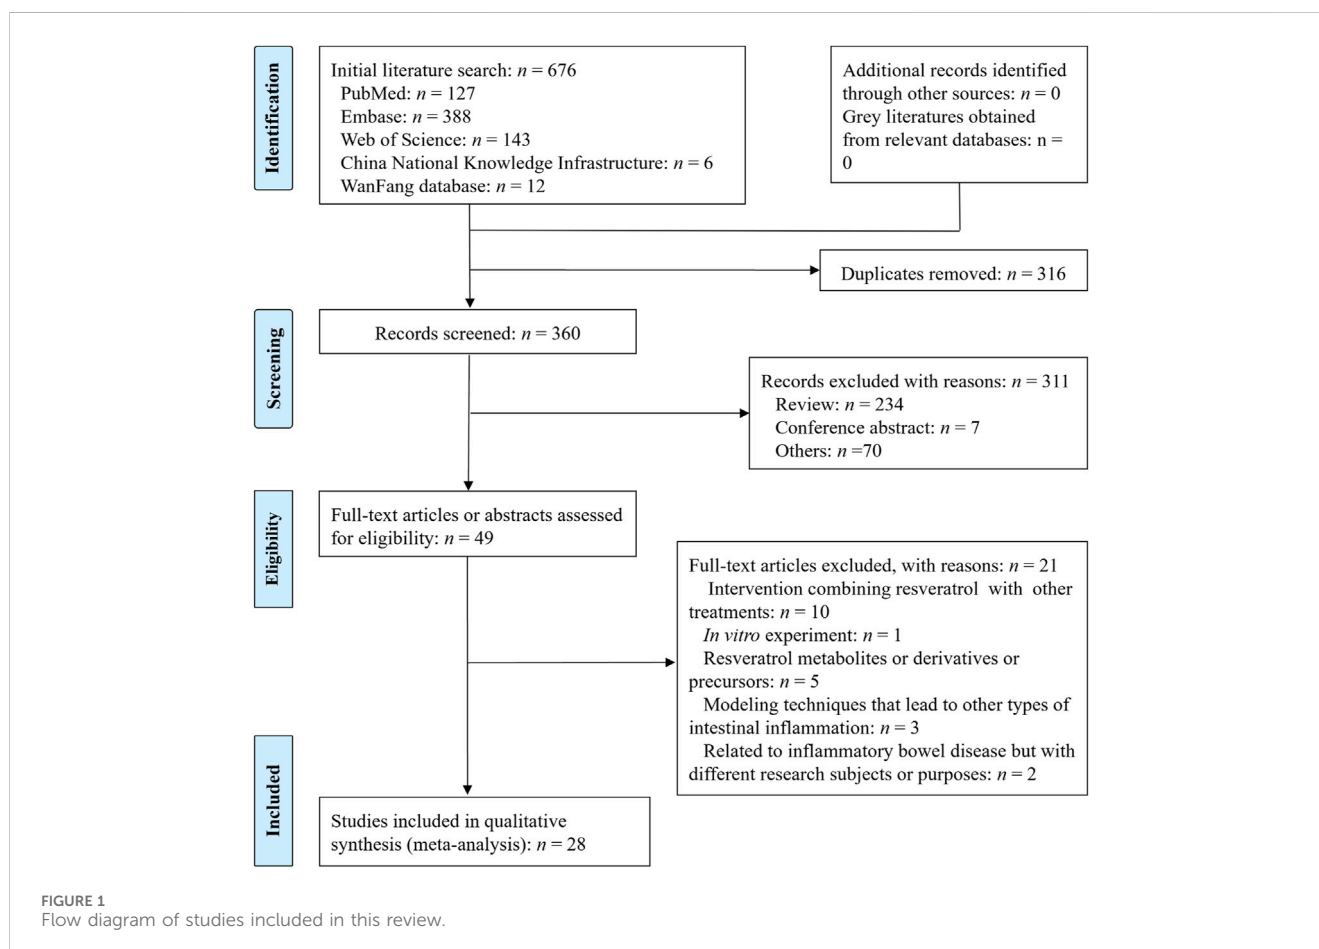 Identification
Initial literature search: n = 676
PubMed: n = 127
Embase: n = 388
Web of Science: n = 143
China National Knowledge Infrastructure: n = 6
WanFang database: n = 12
Additional records identified
through other sources: n = 0
Grey literatures obtained
from relevant databases: n =
0
Duplicates removed: n = 316
Screening
Records screened: n = 360
Records excluded with reasons: n = 311
Review: n = 234
Conference abstract: n = 7
Others: n =70
Eligibility
Full-text articles or abstracts assessed
for eligibility: n = 49
Full-text articles excluded, with reasons: n = 21
Intervention combining resveratrol with other
treatments: n = 10
In vitro experiment: n = 1
Resveratrol metabolites or derivatives or
precursors: n = 5
Modeling techniques that lead to other types of
intestinal inflammation: n = 3
Related to inflammatory bowel disease but with
different research subjects or purposes: n = 2
Included
Studies included in qualitative
synthesis (meta-analysis): n = 28
FIGURE 1
Flow diagram of studies included in this review.